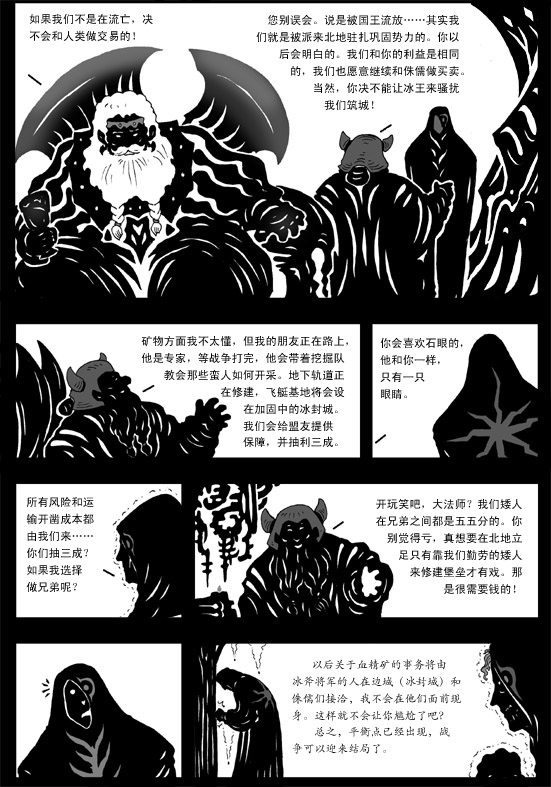 如果我们不是在流亡，决
不会和人类做交易的！
您别误会。说是被国王流放……其实我
们就是被派来北地驻扎巩固势力的。你以
后会明白的。我们和你的利益是相同
的，我们也愿意继续和侏儒做买卖。
当然，你决不能让冰王来骚扰
我们筑城！
矿物方面我不太懂，但我的朋友正在路上，
他是专家，等战争打完，他会带着挖掘队
教会那些蛮人如何开采。地下轨道正
在修建，飞艇基地将会设
在加固中的冰封城。
我们会给盟友提供
保障，并抽利三成。
你会喜欢石眼的，
他和你一样，
只有一只
眼睛。
所有风险和运
输开凿成本都
由我们来……
你们抽三成？
如果我选择
做兄弟呢？
开玩笑吧，大法师？我们矮人
在兄弟之间都是五五分的。你
别觉得亏，真想要在北地立
足只有靠我们勤劳的矮人
来修建堡垒才有戏。那
是很需要钱的！
以后关于血精矿的事务将由
冰斧将军的人在边城（冰封城）和
侏儒们接洽，我不会在他们面前现
身。这样就不会让你尴尬了吧？
总之，平衡点已经出现，战
争可以迎来结局了。